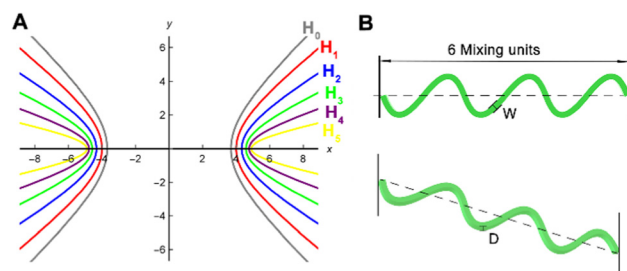 A
y
H₀
H₁
H₂
H₃
H₄
H₅
x
6
4
2
-2
-4
-6
-8 -6 -4 -2 2 4 6 8
B
6 Mixing units
W
D